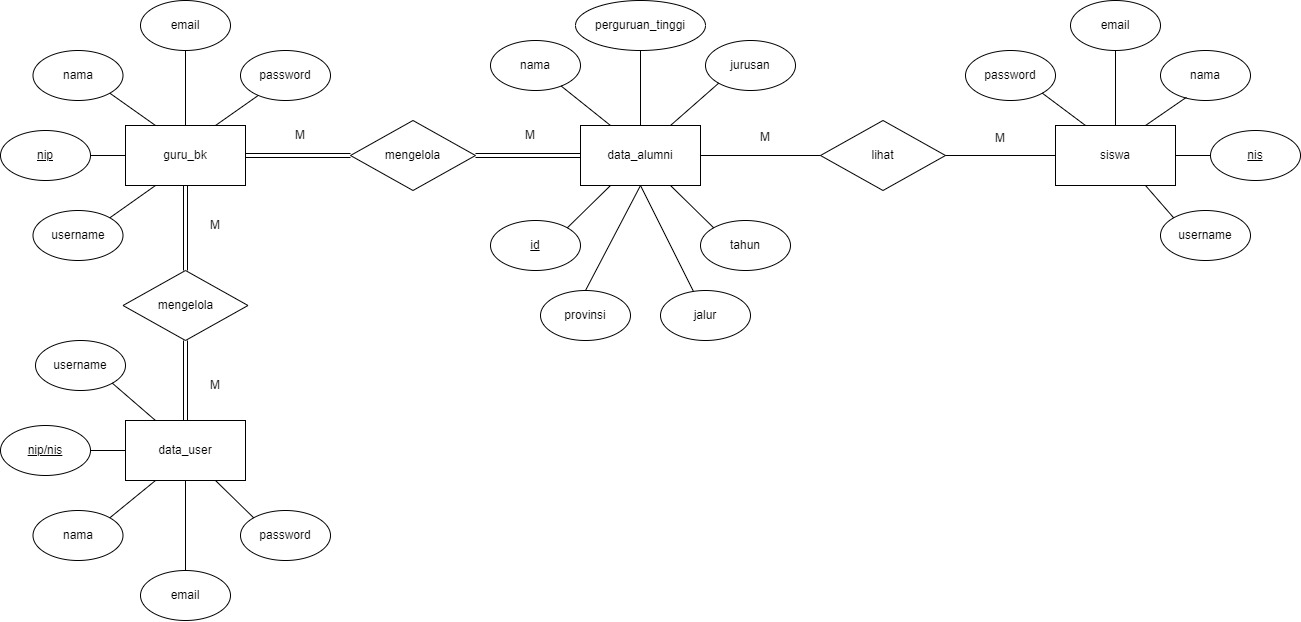 email
perguruan_tinggi
email
nama
password
nama
jurusan
password
nama
M
M
M
M
nip
guru_bk
mengelola
data_alumni
lihat
siswa
nis
username
M
id
tahun
username
mengelola
provinsi
jalur
username
M
nip/nis
data_user
nama
password
email